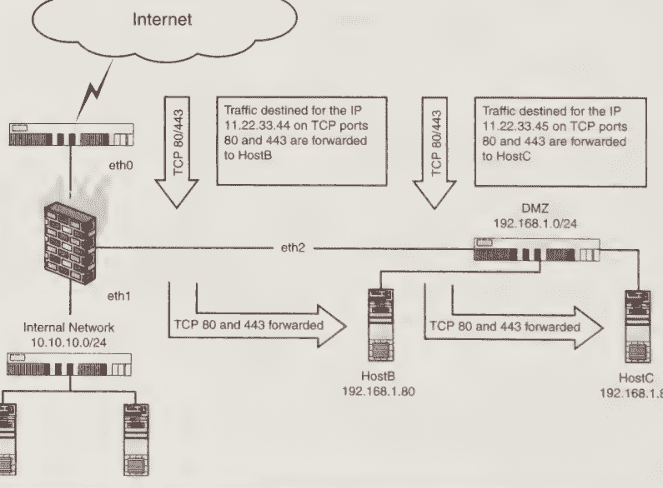 Internet
TCP 80/443
Traffic destined for the IP
11.22.33.44 on TCP ports
80 and 443 are forwarded
to HostB
TCP 80/443
Traffic destined for the IP
11.22.33.45 on TCP ports
80 and 443 are forwarded
to HostC
eth0
DMZ
192.168.1.0/24
eth2
eth1
Internal Network
10.10.10.0/24
TCP 80 and 443 forwarded
TCP 80 and 443 forwarded
HostB
192.168.1.80
HostC
192.168.1.8